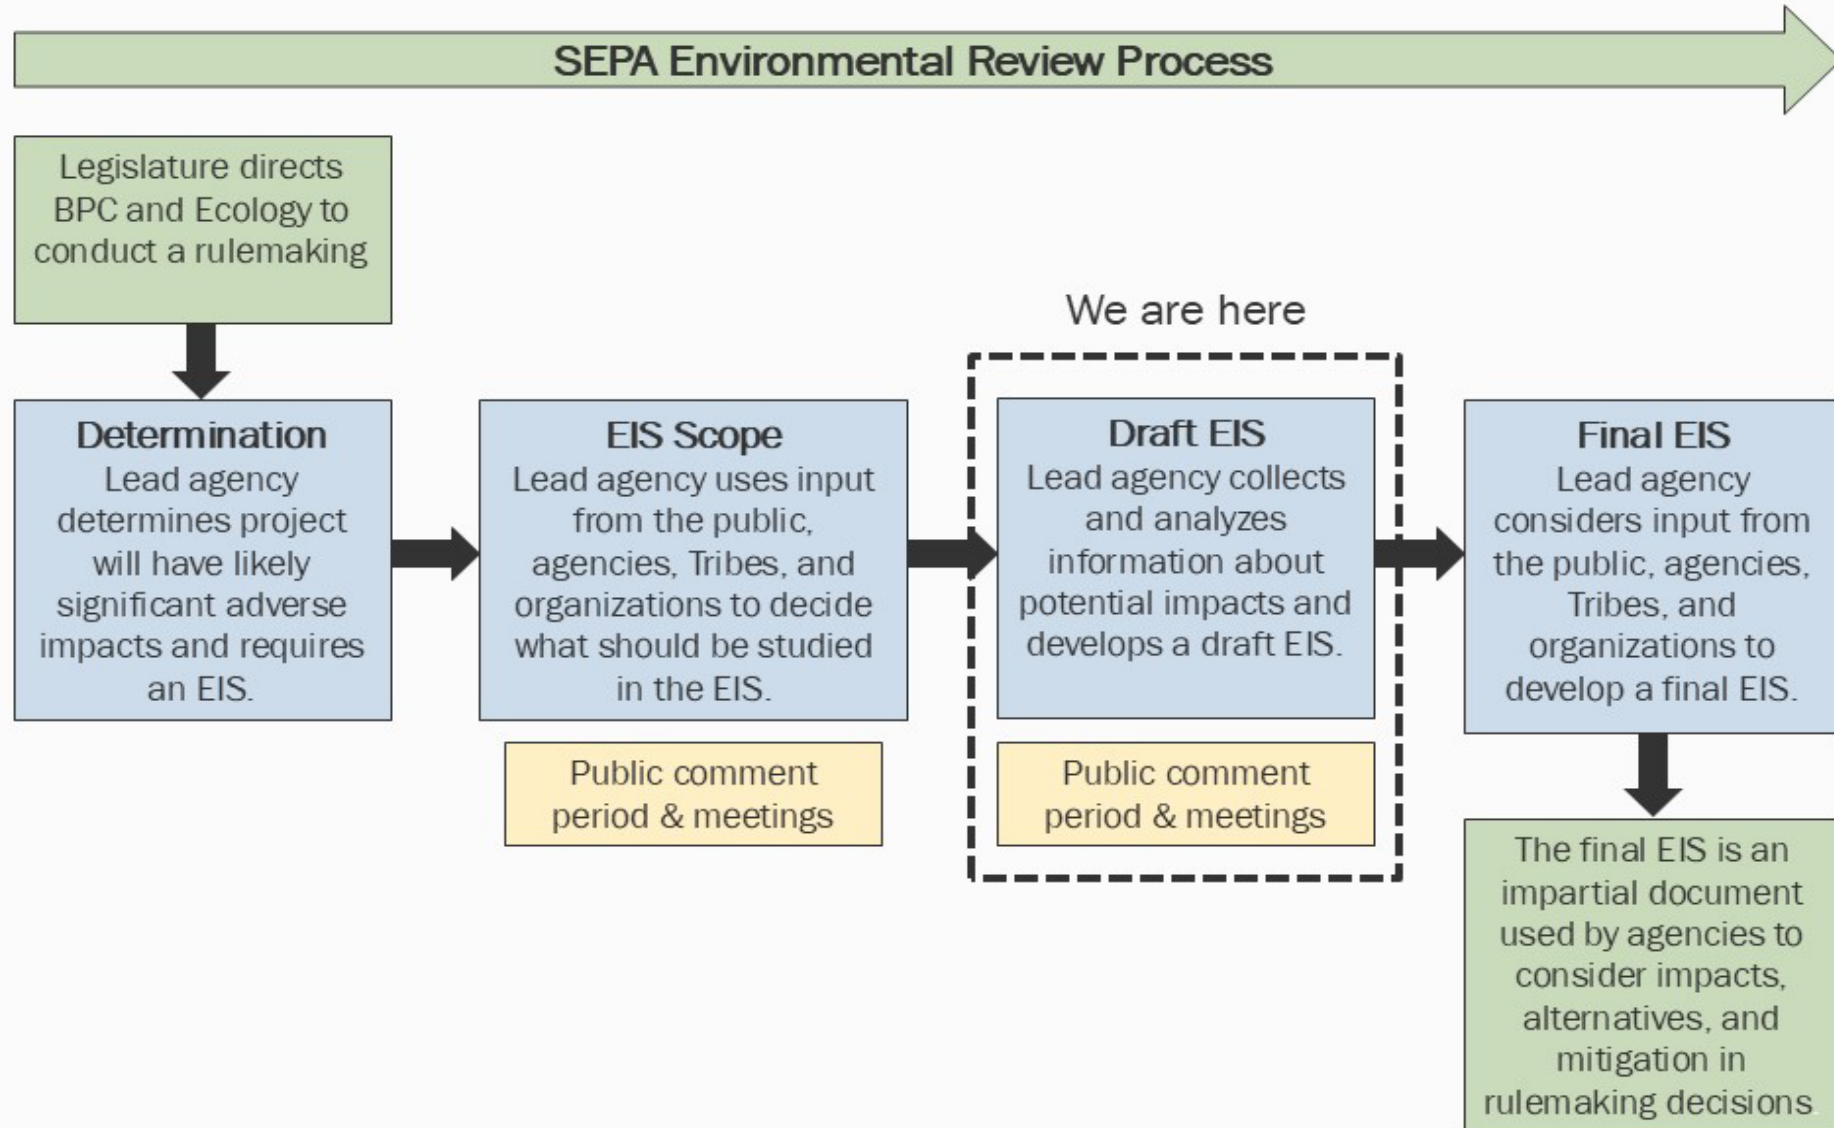 SEPA Environmental Review Process
Legislature directs
BPC and Ecology to
conduct a rulemaking
Determination
Lead agency
determines project
will have likely
significant adverse
impacts and requires
an EIS.
EIS Scope
Lead agency uses input
from the public,
agencies, Tribes, and
organizations to decide
what should be studied
in the EIS.
Public comment
period & meetings
We are here
Draft EIS
Lead agency collects
and analyzes
information about
potential impacts and
develops a draft EIS.
Public comment
period & meetings
Final EIS
Lead agency
considers input from
the public, agencies,
Tribes, and
organizations to
develop a final EIS.
The final EIS is an
impartial document
used by agencies to
consider impacts,
alternatives, and
mitigation in
rulemaking decisions.